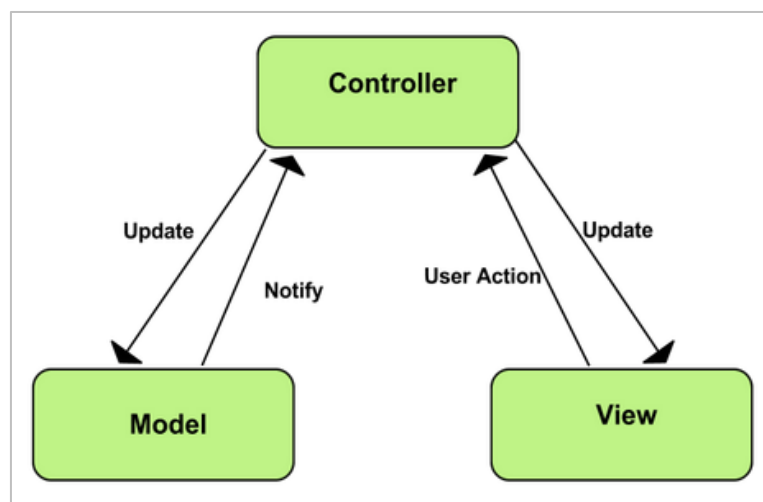 Controller
Update
Update
User Action
Notify
Model
View